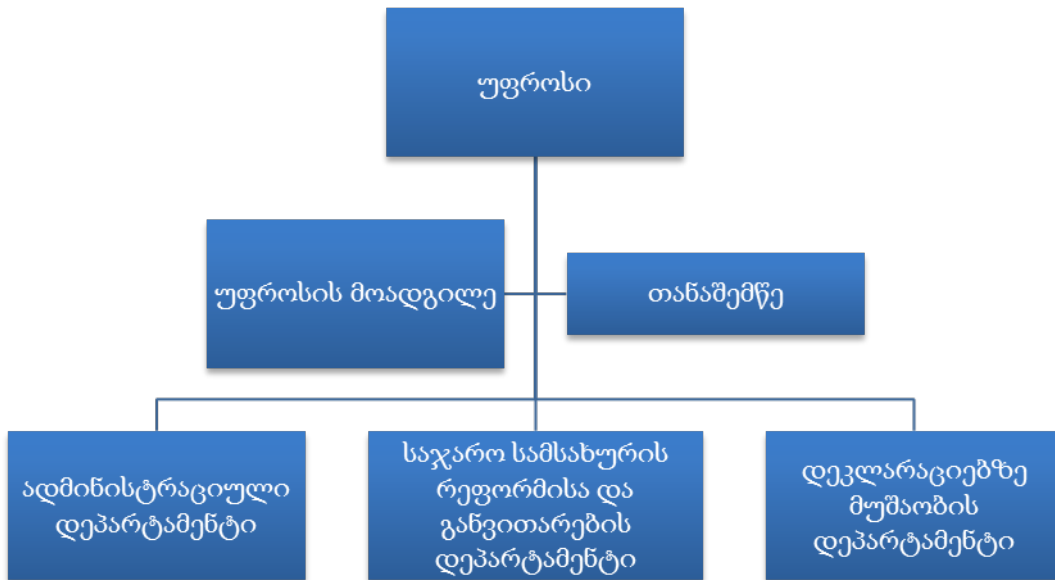 უფროსი
უფროსის მოადგილე
თანაშემწე
ადმინისტრაციული
დეპარტამენტი
საჯარო სამსახურის
რეფორმისა და
განვითარების
დეპარტამენტი
დეკლარაციებზე
მუშაობის
დეპარტამენტი